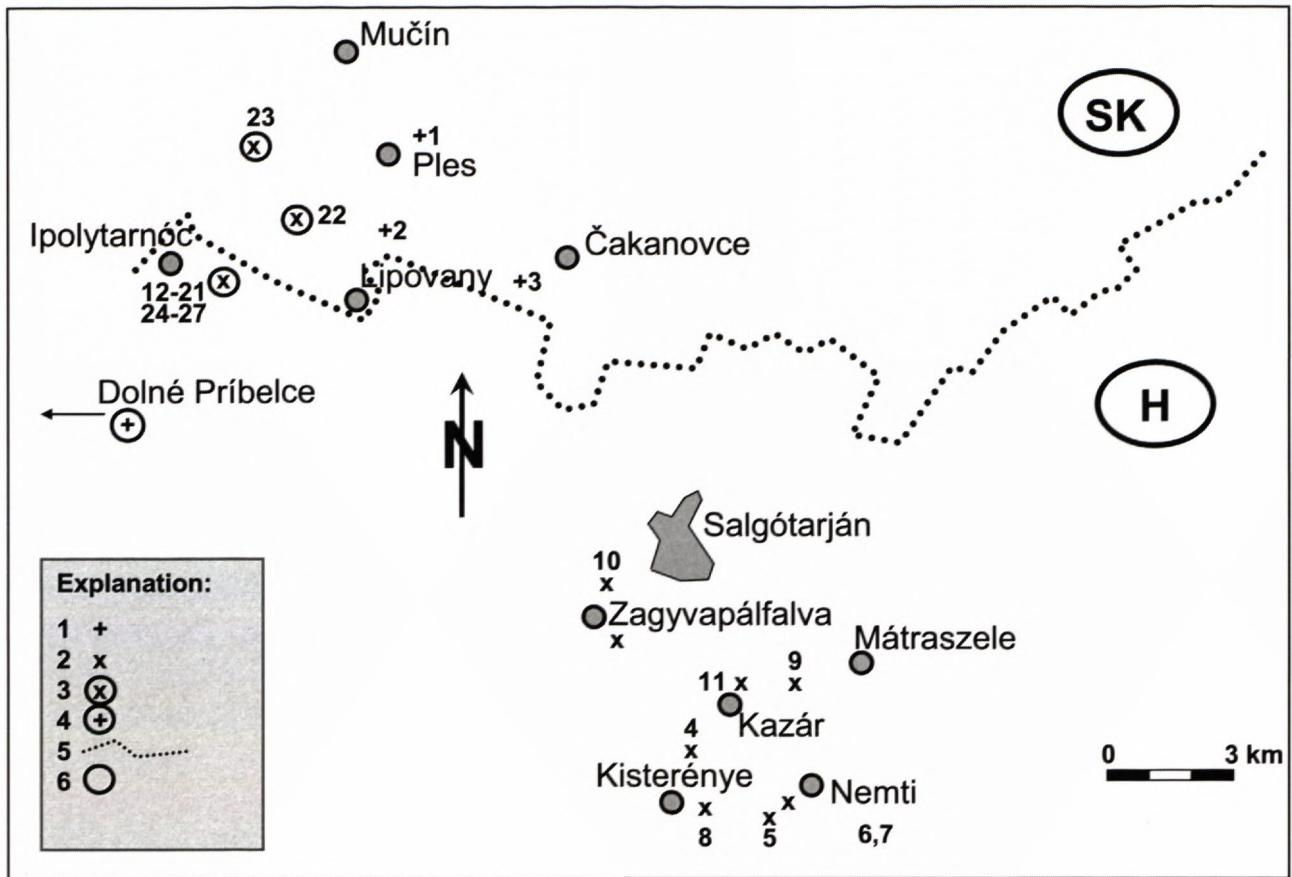 Mučín
SK
23
x
+1
Ples
x 22
Ipolytarnóc
+2
Čakanovce
Lipovany
+3
x
12-21
24-27
Dolné Príbelce
+
H
N
Salgótarján
10
x
Zagyvapálfalva
x
Mátraszele
9
11 x
x
Kazár
4
x
0 3 km
Kisterénye
Nemti
x
x
x
8
5
6,7
Explanation:
1 +
2 x
3 x
4 +
5
6